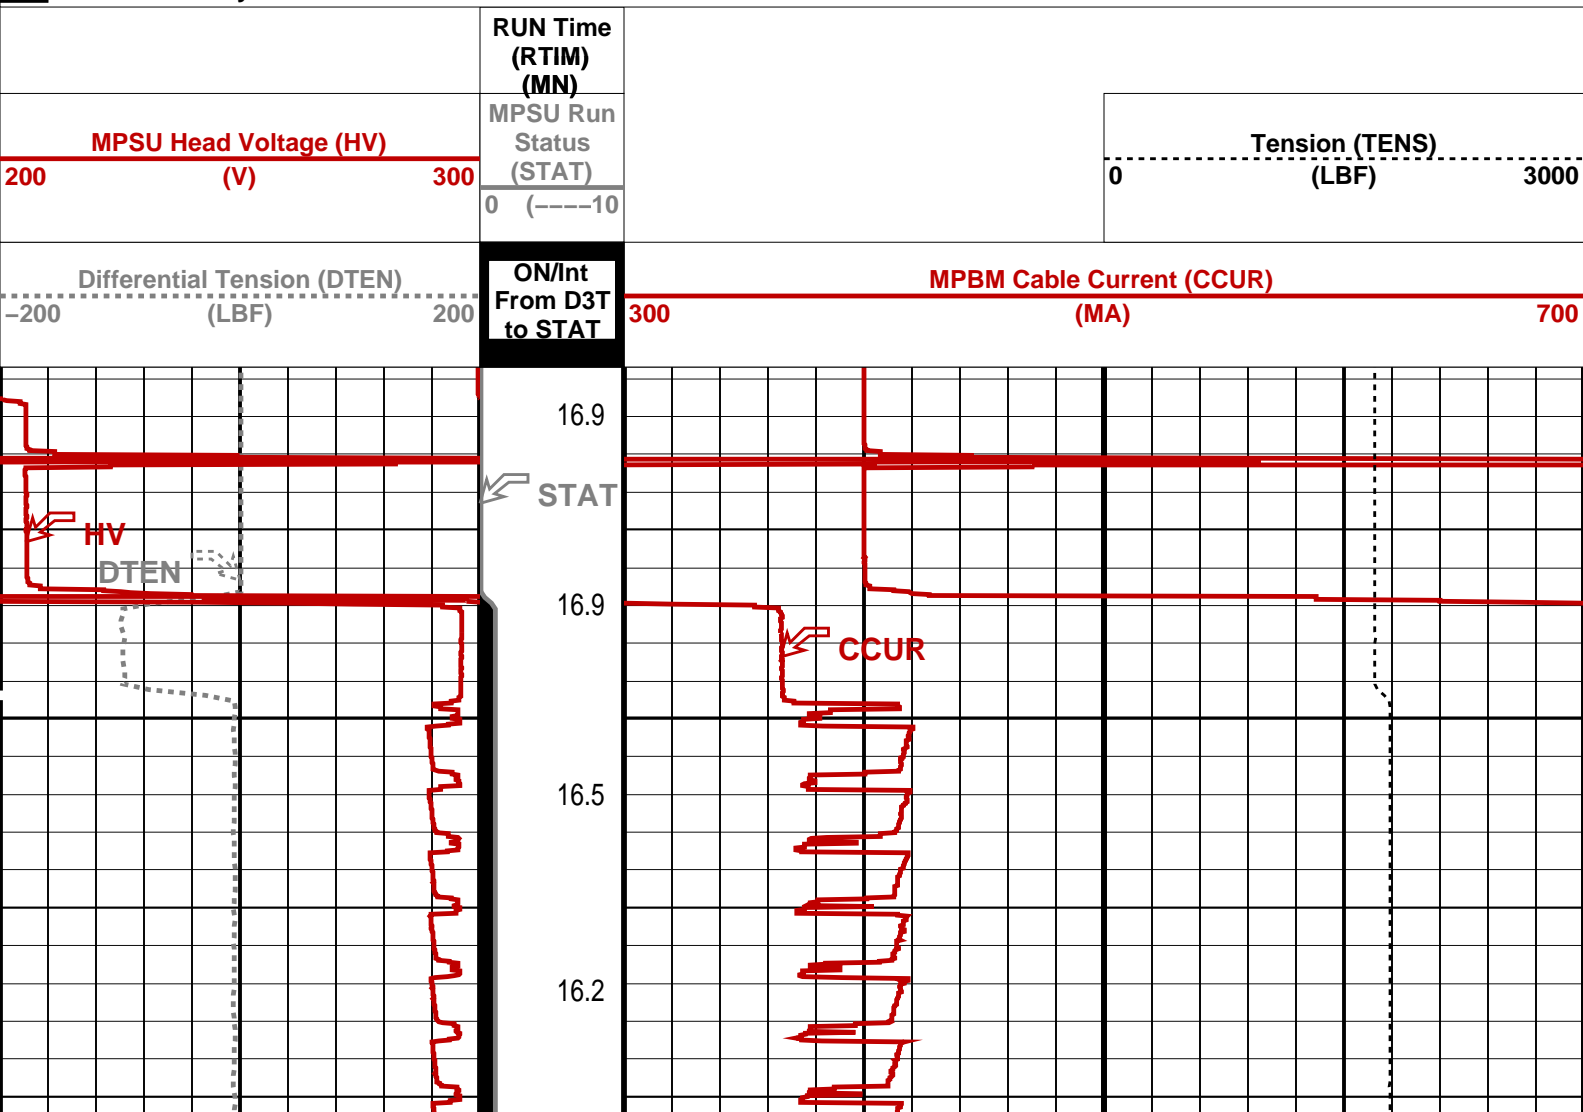 RUN Time
(RTIM)
(MN)
MPSU Head Voltage (HV)
200 (V) 300
MPSU Run
Status
(STAT)
0 (−−−−10
Tension (TENS)
0 (LBF) 3000
Differential Tension (DTEN)
−200 (LBF) 200
ON/Int
From D3T
to STAT
MPBM Cable Current (CCUR)
300 (MA) 700
16.9
STAT
HV
DTEN
16.9
CCUR
16.5
16.2